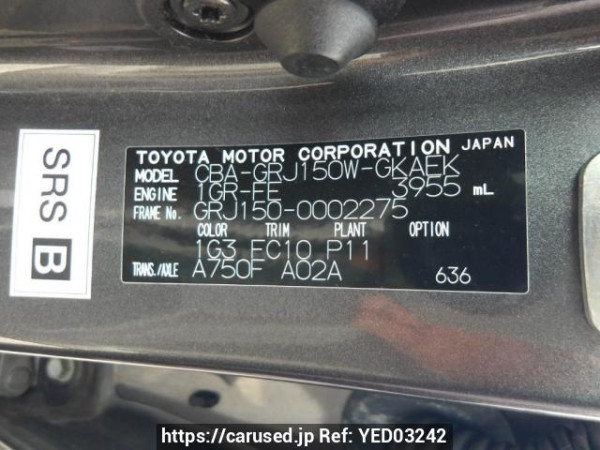 SRS B
TOYOTA MOTOR CORPORATION JAPAN
MODEL CBA-GRJ150W-GKAEK
ENGINE 1GR-FE 3955 mL
FRAME No. GRJ150-0002275
COLOR TRIM PLANT OPTION
1G3 FC10 P11
TRANS./AXLE A750F A02A 636
https://carused.jp Ref: YED03242